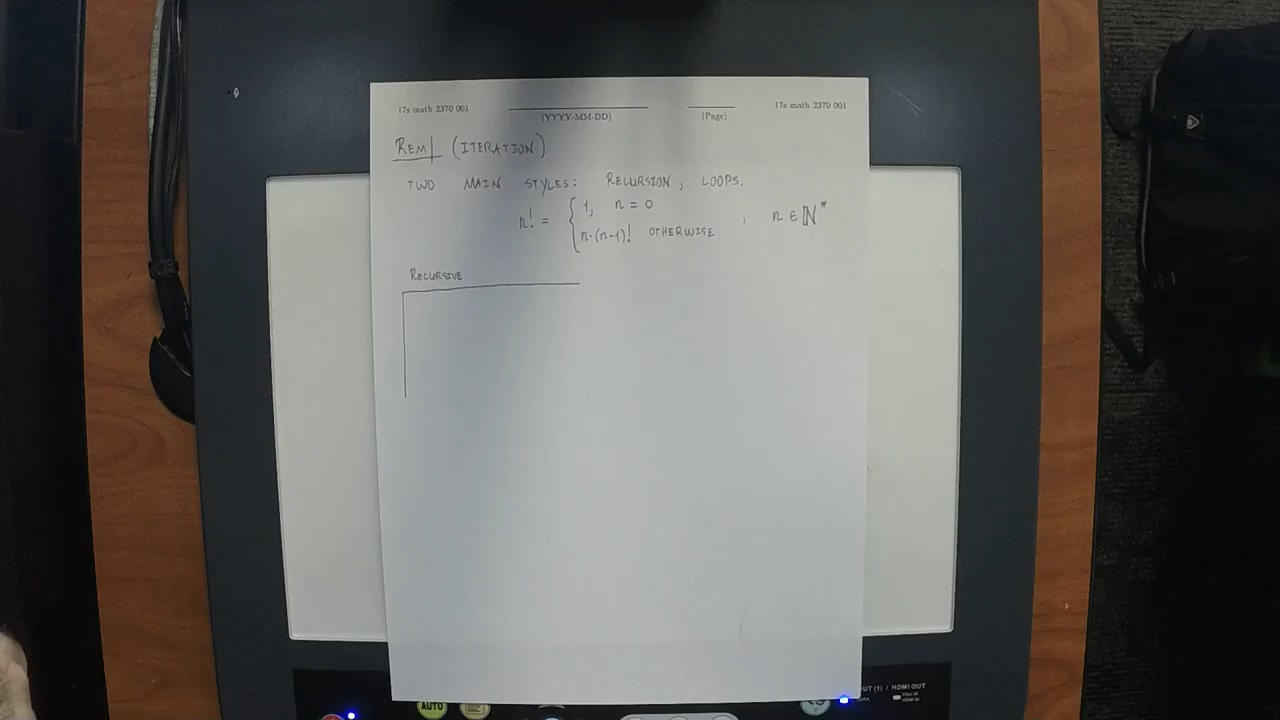 17s math 2370 001 (YYYY-MM-DD) (Page) 17s math 2370 001
REM (ITERATION)
TWO MAIN STYLES: RECURSION, LOOPS.
n! = { 1, n = 0
n·(n-1)! OTHERWISE , n ∈ ℕ*
RECURSIVE
AUTO
OUT (1) / HDMI OUT